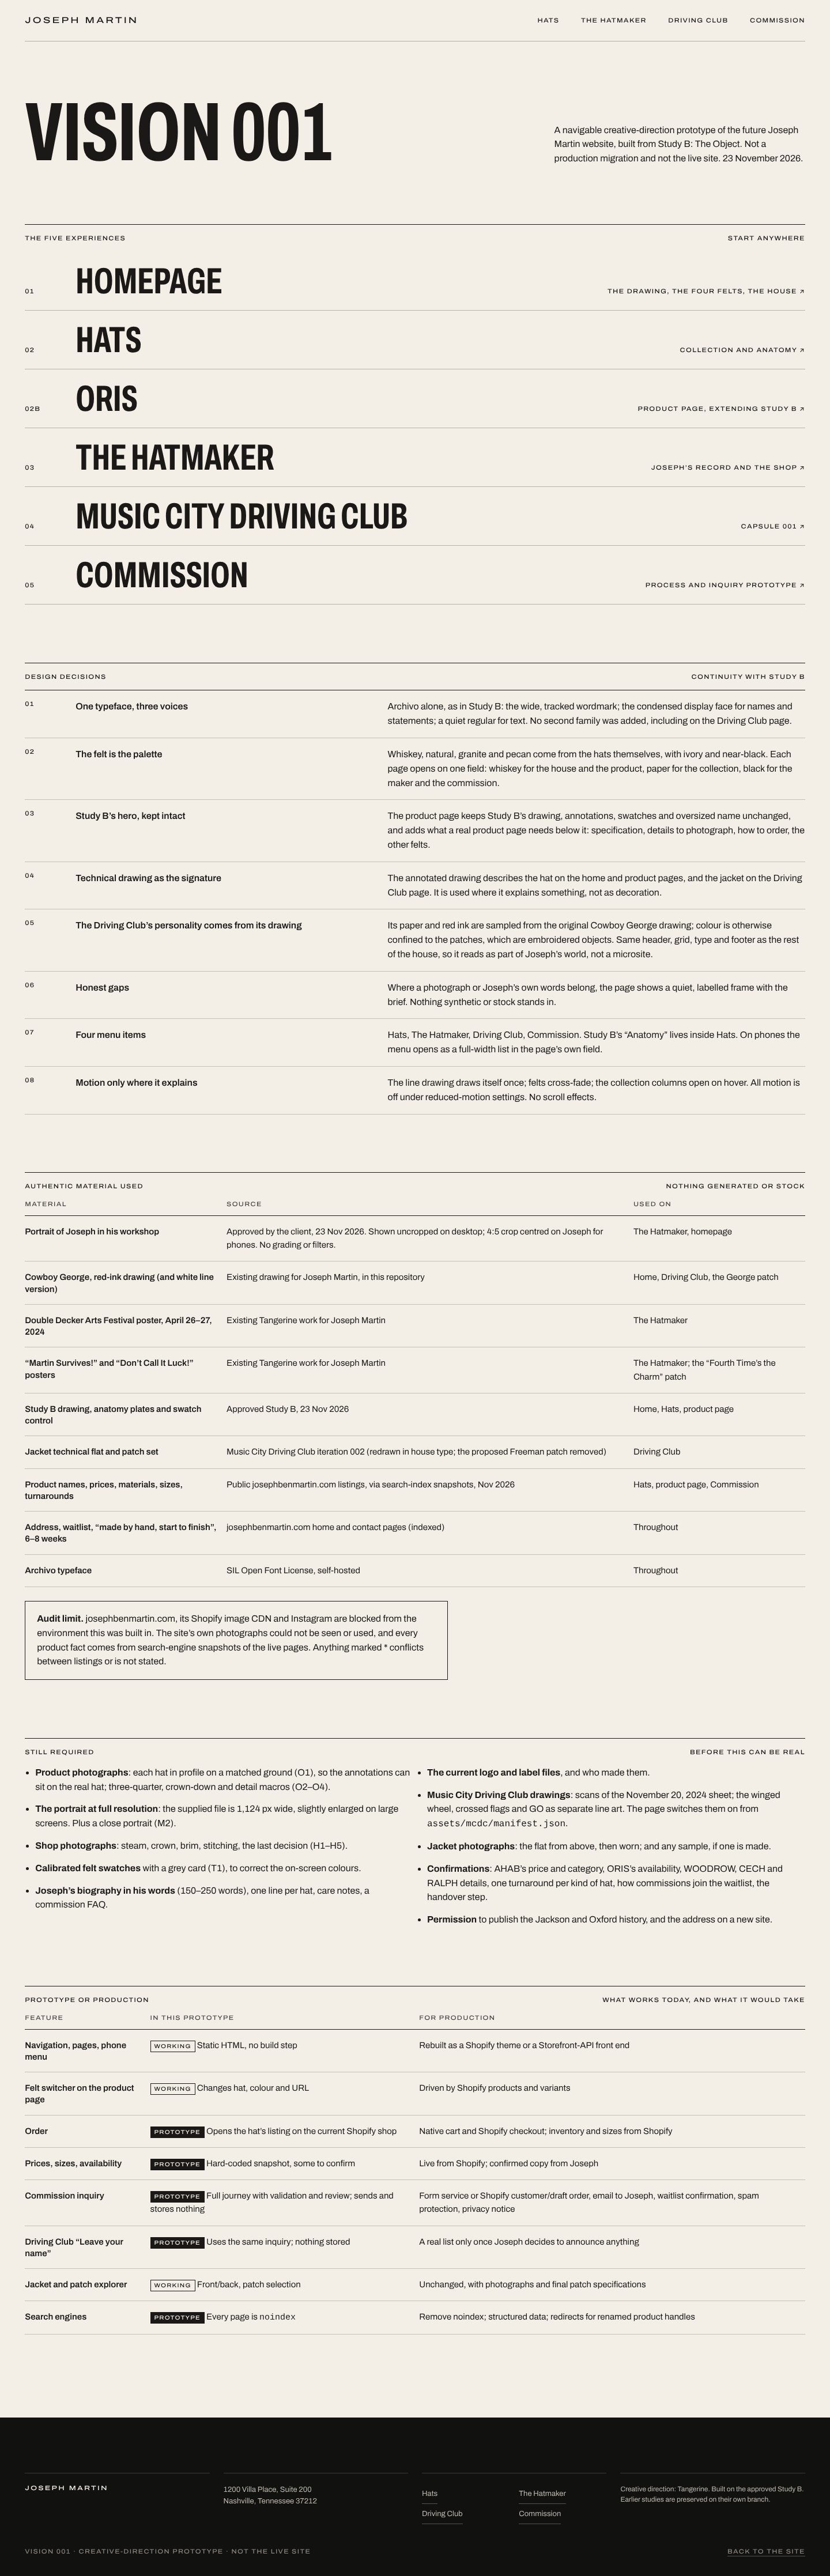 JOSEPH MARTIN
HATS THE HATMAKER DRIVING CLUB COMMISSION
VISION 001
A navigable creative-direction prototype of the future Joseph
Martin website, built from Study B: The Object. Not a
production migration and not the live site. 23 November 2026.
THE FIVE EXPERIENCES START ANYWHERE
01 HOMEPAGE THE DRAWING, THE FOUR FELTS, THE HOUSE ↗
02 HATS COLLECTION AND ANATOMY ↗
02B ORIS PRODUCT PAGE, EXTENDING STUDY B ↗
03 THE HATMAKER JOSEPH’S RECORD AND THE SHOP ↗
04 MUSIC CITY DRIVING CLUB CAPSULE 001 ↗
05 COMMISSION PROCESS AND INQUIRY PROTOTYPE ↗
DESIGN DECISIONS CONTINUITY WITH STUDY B
01 One typeface, three voices Archivo alone, as in Study B: the wide, tracked wordmark; the condensed display face for names and
statements; a quiet regular for text. No second family was added, including on the Driving Club page.
02 The felt is the palette Whiskey, natural, granite and pecan come from the hats themselves, with ivory and near-black. Each
page opens on one field: whiskey for the house and the product, paper for the collection, black for the
maker and the commission.
03 Study B’s hero, kept intact The product page keeps Study B’s drawing, annotations, swatches and oversized name unchanged,
and adds what a real product page needs below it: specification, details to photograph, how to order, the
other felts.
04 Technical drawing as the signature The annotated drawing describes the hat on the home and product pages, and the jacket on the Driving
Club page. It is used where it explains something, not as decoration.
05 The Driving Club’s personality comes from its drawing Its paper and red ink are sampled from the original Cowboy George drawing; colour is otherwise
confined to the patches, which are embroidered objects. Same header, grid, type and footer as the rest
of the house, so it reads as part of Joseph’s world, not a microsite.
06 Honest gaps Where a photograph or Joseph’s own words belong, the page shows a quiet, labelled frame with the
brief. Nothing synthetic or stock stands in.
07 Four menu items Hats, The Hatmaker, Driving Club, Commission. Study B’s “Anatomy” lives inside Hats. On phones the
menu opens as a full-width list in the page’s own field.
08 Motion only where it explains The line drawing draws itself once; felts cross-fade; the collection columns open on hover. All motion is
off under reduced-motion settings. No scroll effects.
AUTHENTIC MATERIAL USED NOTHING GENERATED OR STOCK
MATERIAL SOURCE USED ON
Portrait of Joseph in his workshop Approved by the client, 23 Nov 2026. Shown uncropped on desktop; 4:5 crop centred on Joseph for The Hatmaker, homepage
phones. No grading or filters.
Cowboy George, red-ink drawing (and white line Existing drawing for Joseph Martin, in this repository Home, Driving Club, the George patch
version)
Double Decker Arts Festival poster, April 26–27, Existing Tangerine work for Joseph Martin The Hatmaker
2024
“Martin Survives!” and “Don’t Call It Luck!” Existing Tangerine work for Joseph Martin The Hatmaker; the “Fourth Time’s the
posters Charm” patch
Study B drawing, anatomy plates and swatch Approved Study B, 23 Nov 2026 Home, Hats, product page
control
Jacket technical flat and patch set Music City Driving Club iteration 002 (redrawn in house type; the proposed Freeman patch removed) Driving Club
Product names, prices, materials, sizes, Public josephbenmartin.com listings, via search-index snapshots, Nov 2026 Hats, product page, Commission
turnarounds
Address, waitlist, “made by hand, start to finish”, josephbenmartin.com home and contact pages (indexed) Throughout
6–8 weeks
Archivo typeface SIL Open Font License, self-hosted Throughout
Audit limit. josephbenmartin.com, its Shopify image CDN and Instagram are blocked from the
environment this was built in. The site’s own photographs could not be seen or used, and every
product fact comes from search-engine snapshots of the live pages. Anything marked * conflicts
between listings or is not stated.
STILL REQUIRED BEFORE THIS CAN BE REAL
• Product photographs: each hat in profile on a matched ground (O1), so the annotations can
sit on the real hat; three-quarter, crown-down and detail macros (O2–O4).
• The portrait at full resolution: the supplied file is 1,124 px wide, slightly enlarged on large
screens. Plus a close portrait (M2).
• Shop photographs: steam, crown, brim, stitching, the last decision (H1–H5).
• Calibrated felt swatches with a grey card (T1), to correct the on-screen colours.
• Joseph’s biography in his words (150–250 words), one line per hat, care notes, a
commission FAQ.
• The current logo and label files, and who made them.
• Music City Driving Club drawings: scans of the November 20, 2024 sheet; the winged
wheel, crossed flags and GO as separate line art. The page switches them on from
assets/mcdc/manifest.json.
• Jacket photographs: the flat from above, then worn; and any sample, if one is made.
• Confirmations: AHAB’s price and category, ORIS’s availability, WOODROW, CECH and
RALPH details, one turnaround per kind of hat, how commissions join the waitlist, the
handover step.
• Permission to publish the Jackson and Oxford history, and the address on a new site.
PROTOTYPE OR PRODUCTION WHAT WORKS TODAY, AND WHAT IT WOULD TAKE
FEATURE IN THIS PROTOTYPE FOR PRODUCTION
Navigation, pages, phone WORKING Static HTML, no build step Rebuilt as a Shopify theme or a Storefront-API front end
menu
Felt switcher on the product WORKING Changes hat, colour and URL Driven by Shopify products and variants
page
Order PROTOTYPE Opens the hat’s listing on the current Shopify shop Native cart and Shopify checkout; inventory and sizes from Shopify
Prices, sizes, availability PROTOTYPE Hard-coded snapshot, some to confirm Live from Shopify; confirmed copy from Joseph
Commission inquiry PROTOTYPE Full journey with validation and review; sends and Form service or Shopify customer/draft order, email to Joseph, waitlist confirmation, spam
stores nothing protection, privacy notice
Driving Club “Leave your PROTOTYPE Uses the same inquiry; nothing stored A real list only once Joseph decides to announce anything
name”
Jacket and patch explorer WORKING Front/back, patch selection Unchanged, with photographs and final patch specifications
Search engines PROTOTYPE Every page is noindex Remove noindex; structured data; redirects for renamed product handles
JOSEPH MARTIN
1200 Villa Place, Suite 200
Nashville, Tennessee 37212
Hats The Hatmaker
Driving Club Commission
Creative direction: Tangerine. Built on the approved Study B.
Earlier studies are preserved on their own branch.
VISION 001 · CREATIVE-DIRECTION PROTOTYPE · NOT THE LIVE SITE BACK TO THE SITE